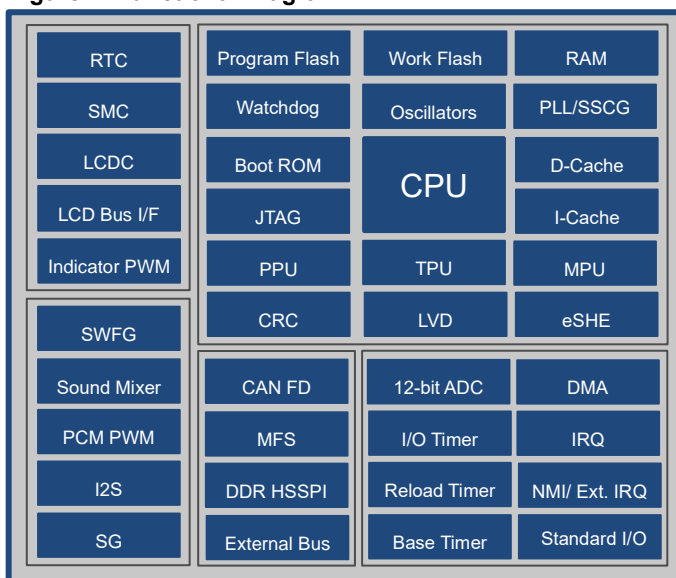 RTC
SMC
LCDC
LCD Bus I/F
Indicator PWM
Program Flash
Work Flash
RAM
Watchdog
Oscillators
PLL/SSCG
Boot ROM
CPU
D-Cache
JTAG
I-Cache
PPU
TPU
MPU
CRC
LVD
eSHE
SWFG
Sound Mixer
PCM PWM
I2S
SG
CAN FD
MFS
DDR HSSPI
External Bus
12-bit ADC
DMA
I/O Timer
IRQ
Reload Timer
NMI/ Ext. IRQ
Base Timer
Standard I/O